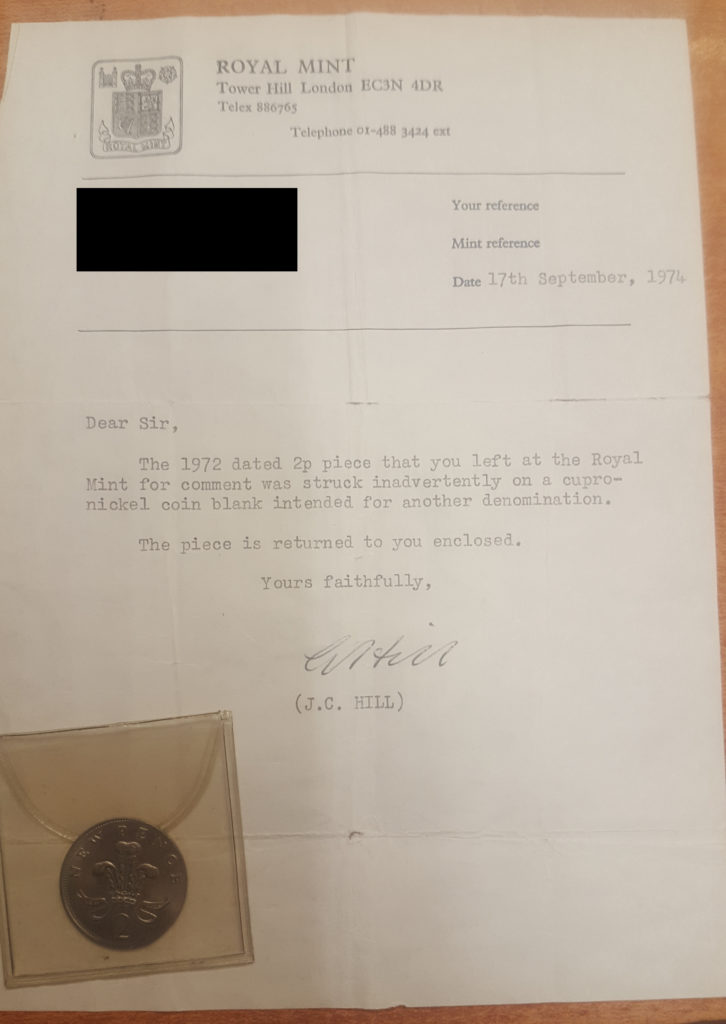 ROYAL MINT
ROYAL MINT
Tower Hill London EC3N 4DR
Telex 886765
Telephone 01-488 3424 ext
Your reference
Mint reference
Date 17th September, 1974
Dear Sir,
The 1972 dated 2p piece that you left at the Royal
Mint for comment was struck inadvertently on a cupro-
nickel coin blank intended for another denomination.
The piece is returned to you enclosed.
Yours faithfully,
(J.C. HILL)
NEW PENCE
2